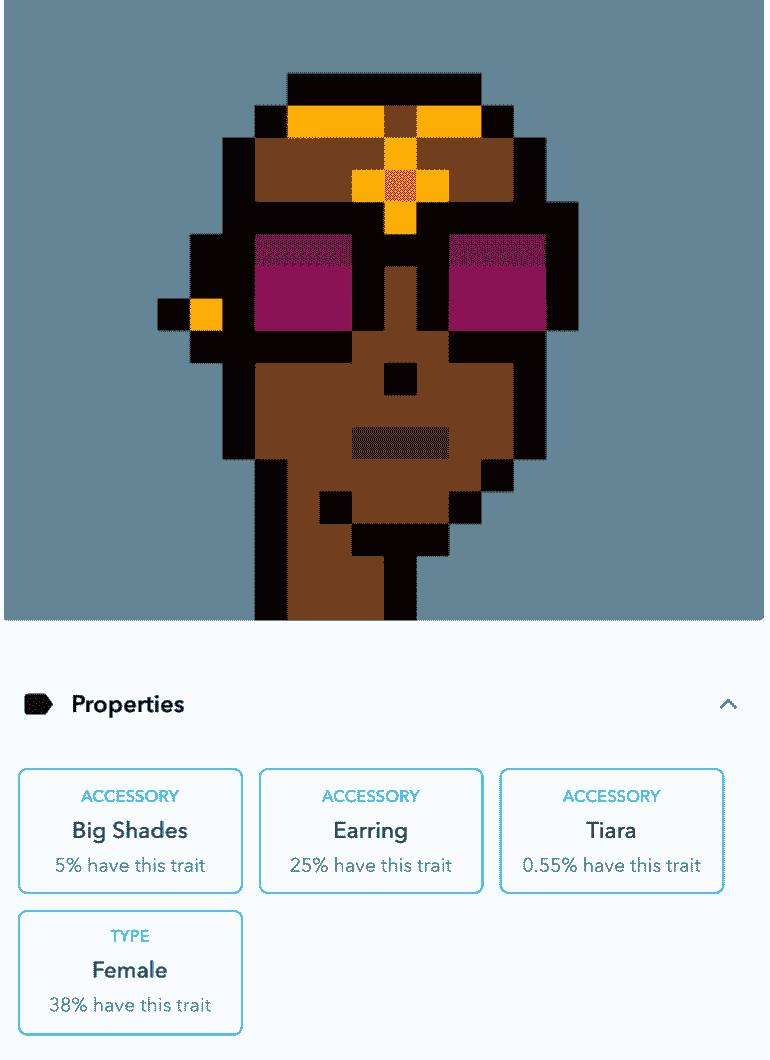 Properties
ACCESSORY
Big Shades
5% have this trait
ACCESSORY
Earring
25% have this trait
ACCESSORY
Tiara
0.55% have this trait
TYPE
Female
38% have this trait